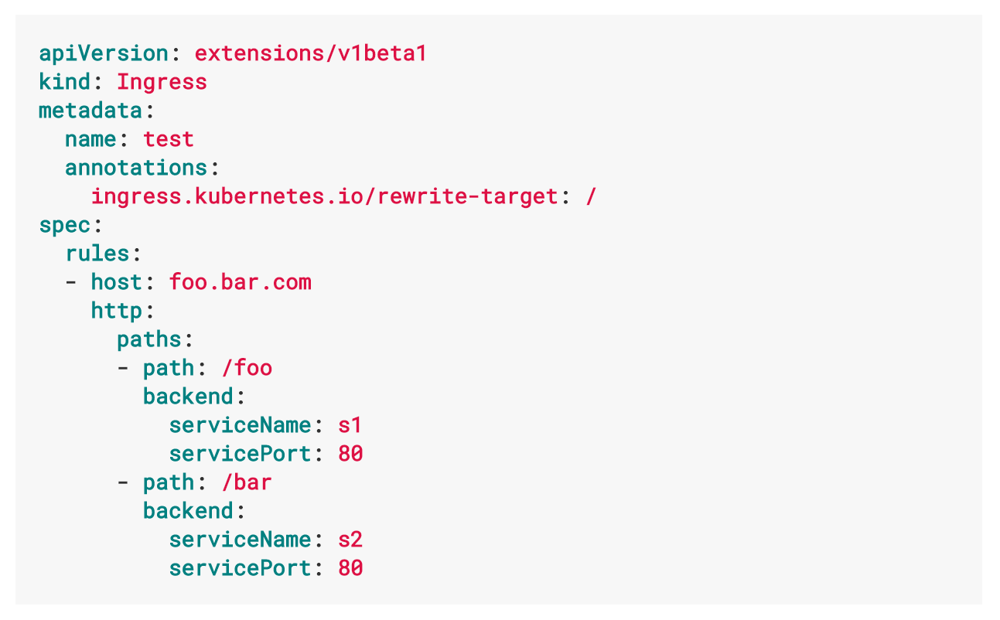 apiVersion: extensions/v1beta1
kind: Ingress
metadata:
  name: test
  annotations:
    ingress.kubernetes.io/rewrite-target: /
spec:
  rules:
  - host: foo.bar.com
    http:
      paths:
      - path: /foo
        backend:
          serviceName: s1
          servicePort: 80
      - path: /bar
        backend:
          serviceName: s2
          servicePort: 80